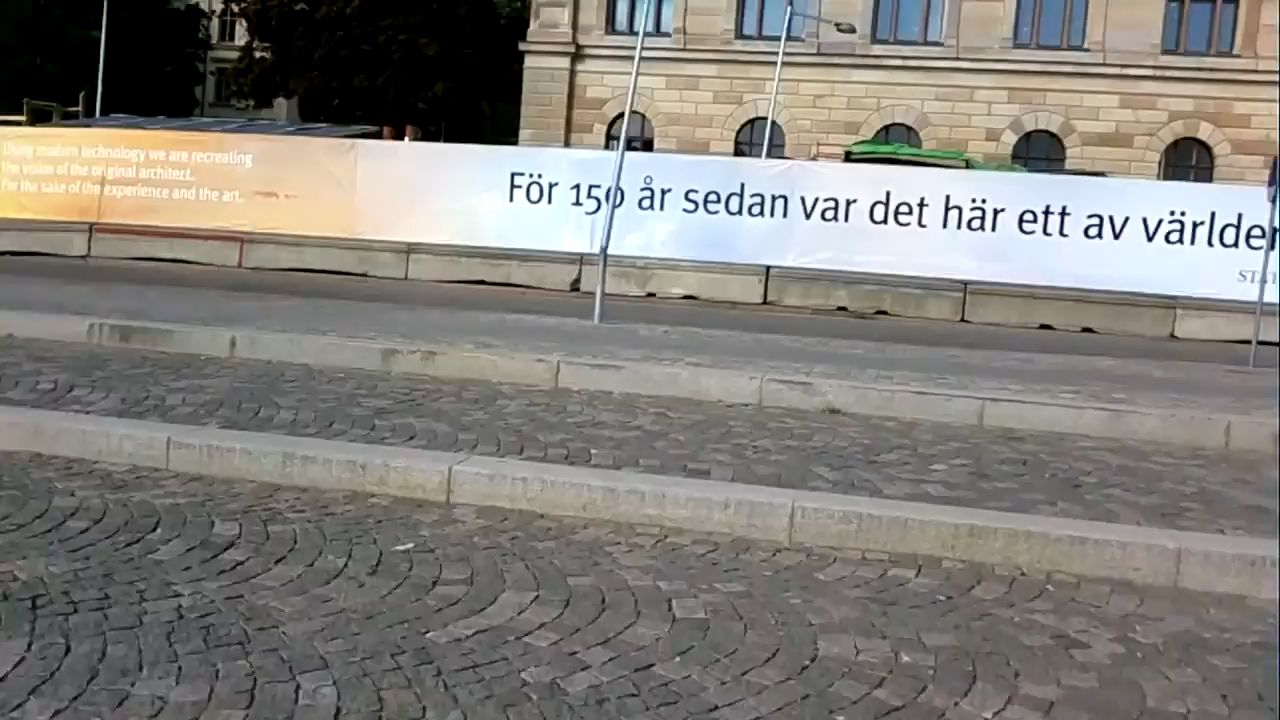 Using modern technology we are recreating
the vision of the original architect.
For the sake of the experience and the art.
För 150 år sedan var det här ett av världe